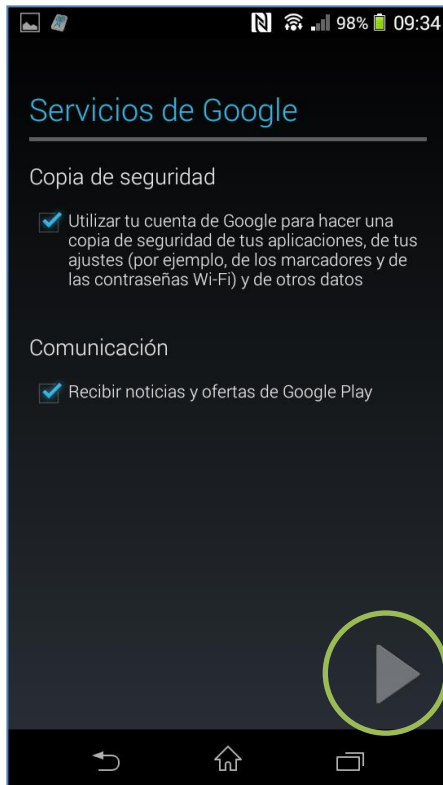 98% 09:34
Servicios de Google
Copia de seguridad
Utilizar tu cuenta de Google para hacer una
copia de seguridad de tus aplicaciones, de tus
ajustes (por ejemplo, de los marcadores y de
las contraseñas Wi-Fi) y de otros datos
Comunicación
Recibir noticias y ofertas de Google Play